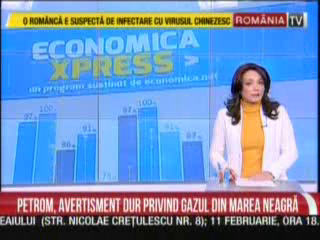 O ROMÂNCĂ E SUSPECTĂ DE INFECTARE CU VIRUSUL CHINEZESC
ROMÂNIA TV
ECONOMICA
XPRESS >
un program susținut de economica.net
97 100
97 100
91
86
PETROM, AVERTISMENT DUR PRIVIND GAZUL DIN MAREA NEAGRĂ
EAULUI (STR. NICOLAE CREȚULESCU NR. 8); 11 FEBRUARIE, ORA 18.